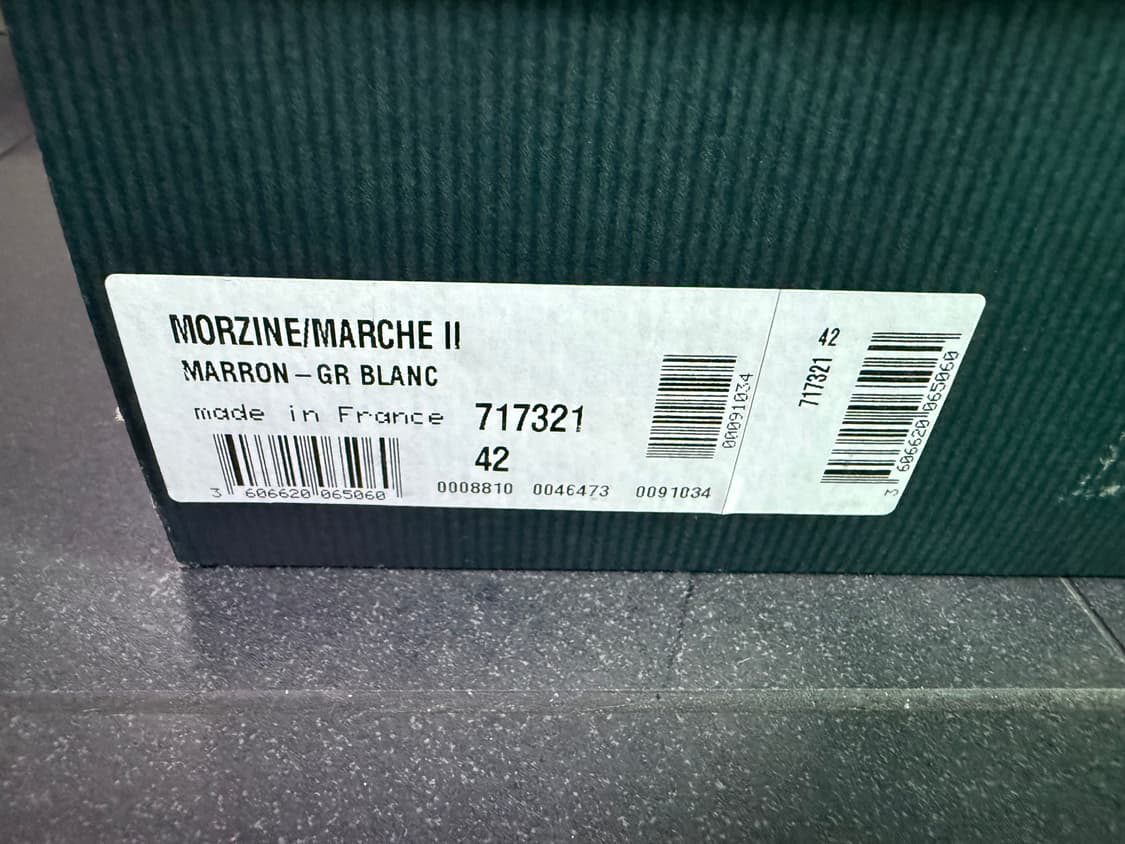 MORZINE/MARCHE II
MARRON – GR BLANC
made in France 717321
42
3 606620 065060
0008810 0046473 0091034
00091034
42
717321
3 606620 065060